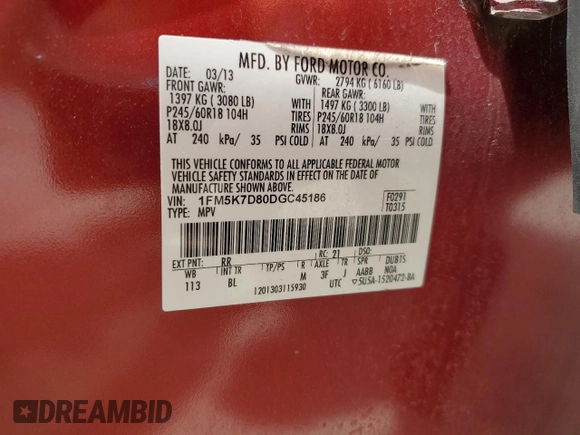 MFD. BY FORD MOTOR CO.
DATE: 03/13 GVWR: 2794 KG ( 6160 LB)
FRONT GAWR: REAR GAWR:
1397 KG ( 3080 LB) WITH 1497 KG ( 3300 LB) WITH
P245/60R18 104H TIRES P245/60R18 104H TIRES
18X8.0J RIMS 18X8.0J RIMS
AT 240 kPa/ 35 PSI COLD AT 240 kPa/ 35 PSI COLD
THIS VEHICLE CONFORMS TO ALL APPLICABLE FEDERAL MOTOR
VEHICLE SAFETY STANDARDS IN EFFECT ON THE DATE OF
MANUFACTURE SHOWN ABOVE.
VIN: 1FM5K7D80DGC45186 F0291
TYPE: MPV T0315
EXT PNT: RR RC: 21 DSO:
WB INT TR TP/PS R AXLE TR SPR DUB15
113 BL M 3F J AABB NGA
1201303115930 UTC ▽5U5A-1520472-BA
DREAMBID